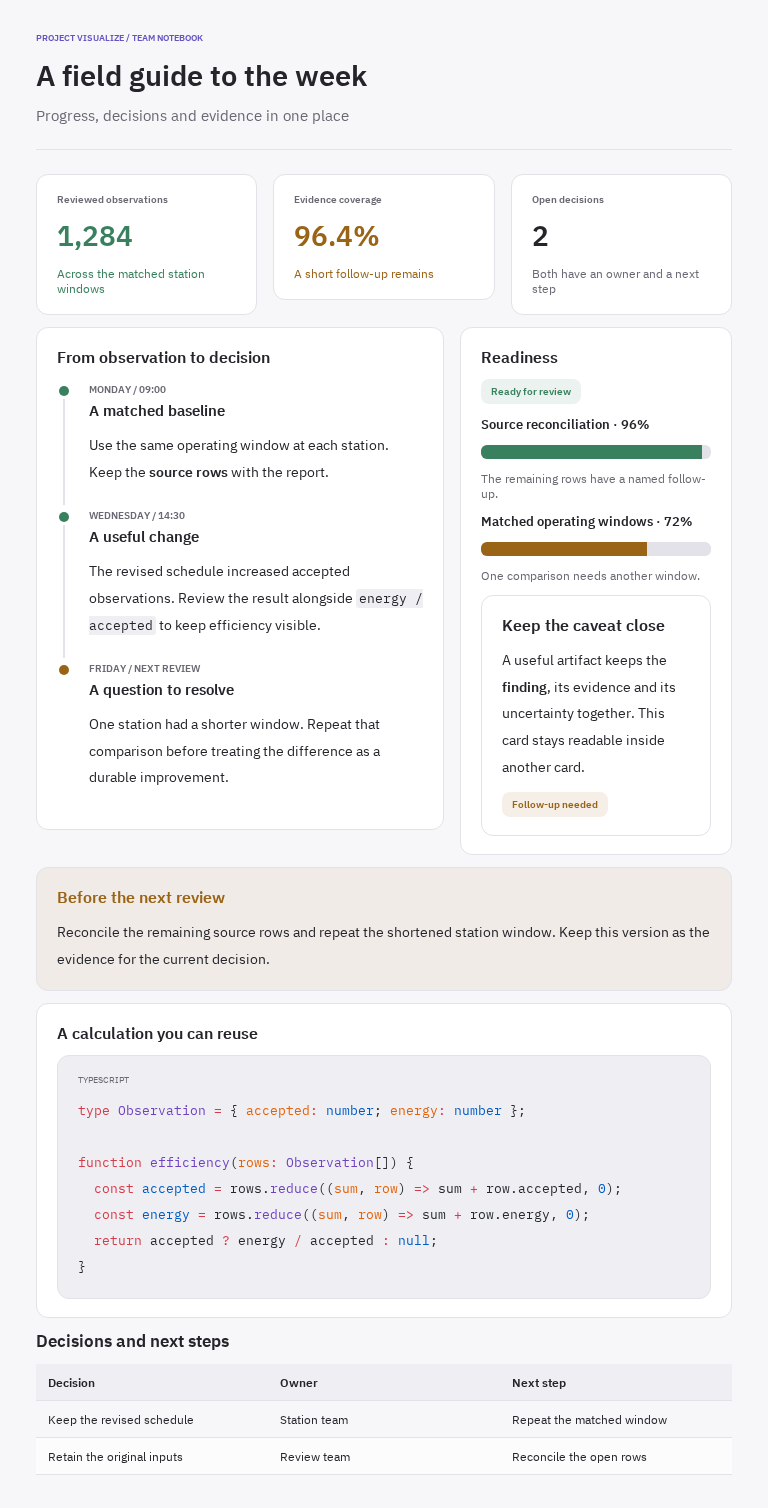 PROJECT VISUALIZE / TEAM NOTEBOOK
A field guide to the week
Progress, decisions and evidence in one place
Reviewed observations
1,284
Across the matched station
windows
Evidence coverage
96.4%
A short follow-up remains
Open decisions
2
Both have an owner and a next
step
From observation to decision
MONDAY / 09:00
A matched baseline
Use the same operating window at each station.
Keep the source rows with the report.
WEDNESDAY / 14:30
A useful change
The revised schedule increased accepted
observations. Review the result alongside energy /
accepted to keep efficiency visible.
FRIDAY / NEXT REVIEW
A question to resolve
One station had a shorter window. Repeat that
comparison before treating the difference as a
durable improvement.
Readiness
Ready for review
Source reconciliation · 96%
The remaining rows have a named follow-
up.
Matched operating windows · 72%
One comparison needs another window.
Keep the caveat close
A useful artifact keeps the
finding, its evidence and its
uncertainty together. This
card stays readable inside
another card.
Follow-up needed
Before the next review
Reconcile the remaining source rows and repeat the shortened station window. Keep this version as the
evidence for the current decision.
A calculation you can reuse
TYPESCRIPT
type Observation = { accepted: number; energy: number };
function efficiency(rows: Observation[]) {
  const accepted = rows.reduce((sum, row) => sum + row.accepted, 0);
  const energy = rows.reduce((sum, row) => sum + row.energy, 0);
  return accepted ? energy / accepted : null;
}
Decisions and next steps
Decision Owner Next step
Keep the revised schedule Station team Repeat the matched window
Retain the original inputs Review team Reconcile the open rows